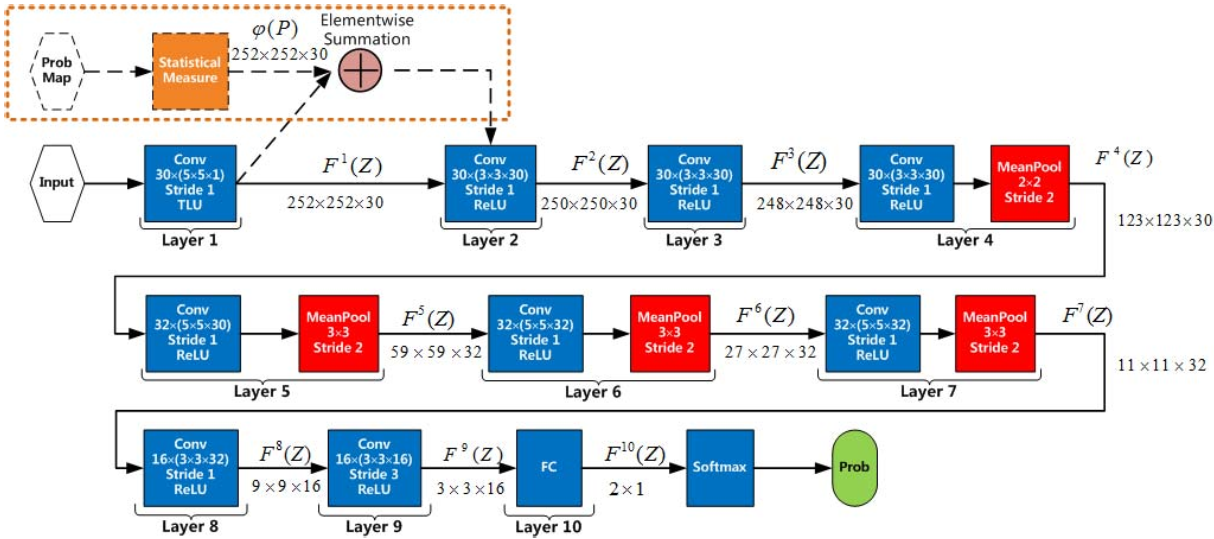 φ(P)
252×252×30
Elementwise
Summation
Prob
Map
Statistical
Measure
Input
Conv
30×(5×5×1)
Stride 1
TLU
Layer 1
F¹(Z)
252×252×30
Conv
30×(3×3×30)
Stride 1
ReLU
Layer 2
F²(Z)
250×250×30
Conv
30×(3×3×30)
Stride 1
ReLU
Layer 3
F³(Z)
248×248×30
Conv
30×(3×3×30)
Stride 1
ReLU
MeanPool
2×2
Stride 2
Layer 4
F⁴(Z)
123×123×30
Conv
32×(5×5×30)
Stride 1
ReLU
MeanPool
3×3
Stride 2
Layer 5
F⁵(Z)
59×59×32
Conv
32×(5×5×32)
Stride 1
ReLU
MeanPool
3×3
Stride 2
Layer 6
F⁶(Z)
27×27×32
Conv
32×(5×5×32)
Stride 1
ReLU
MeanPool
3×3
Stride 2
Layer 7
F⁷(Z)
11×11×32
Conv
16×(3×3×32)
Stride 1
ReLU
Layer 8
F⁸(Z)
9×9×16
Conv
16×(3×3×16)
Stride 3
ReLU
Layer 9
F⁹(Z)
3×3×16
FC
Layer 10
F¹⁰(Z)
2×1
Softmax
Prob